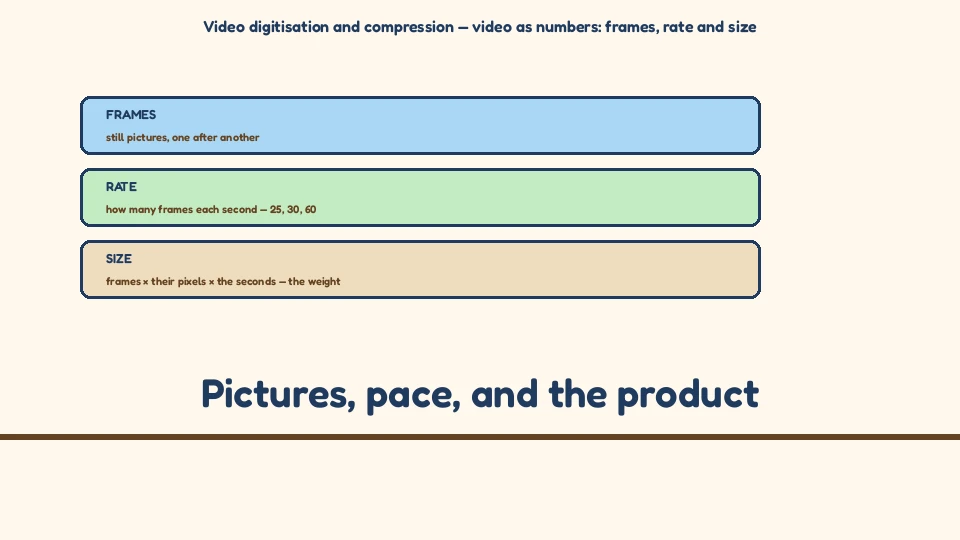 Video digitisation and compression — video as numbers: frames, rate and size
FRAMES
still pictures, one after another
RATE
how many frames each second — 25, 30, 60
SIZE
frames × their pixels × the seconds — the weight
Pictures, pace, and the product